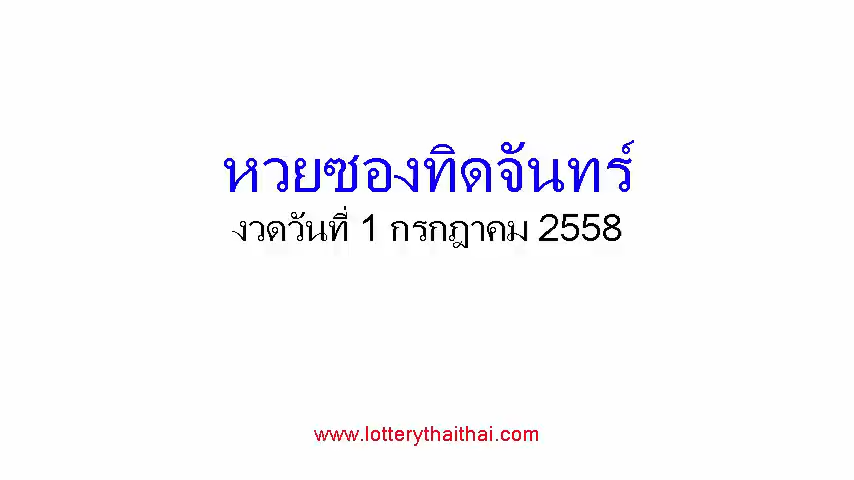 หวยซองทิดจันทร์
งวดวันที่ 1 กรกฎาคม 2558
www.lotterythaithai.com